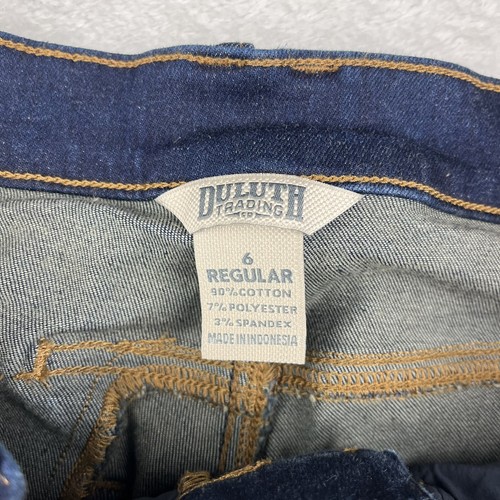 DULUTH
TRADING
CO
6
REGULAR
90% COTTON
7% POLYESTER
3% SPANDEX
MADE IN INDONESIA